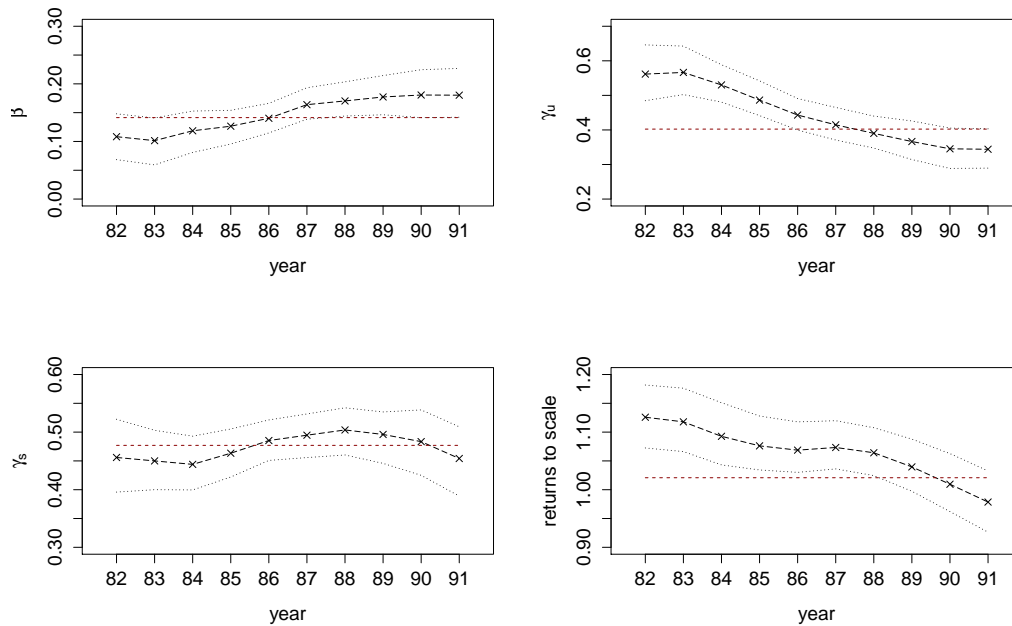 β
0.00 0.10 0.20 0.30
82 83 84 85 86 87 88 89 90 91
year
γu
0.2 0.4 0.6
82 83 84 85 86 87 88 89 90 91
year
γs
0.30 0.40 0.50 0.60
82 83 84 85 86 87 88 89 90 91
year
returns to scale
0.90 1.00 1.10 1.20
82 83 84 85 86 87 88 89 90 91
year